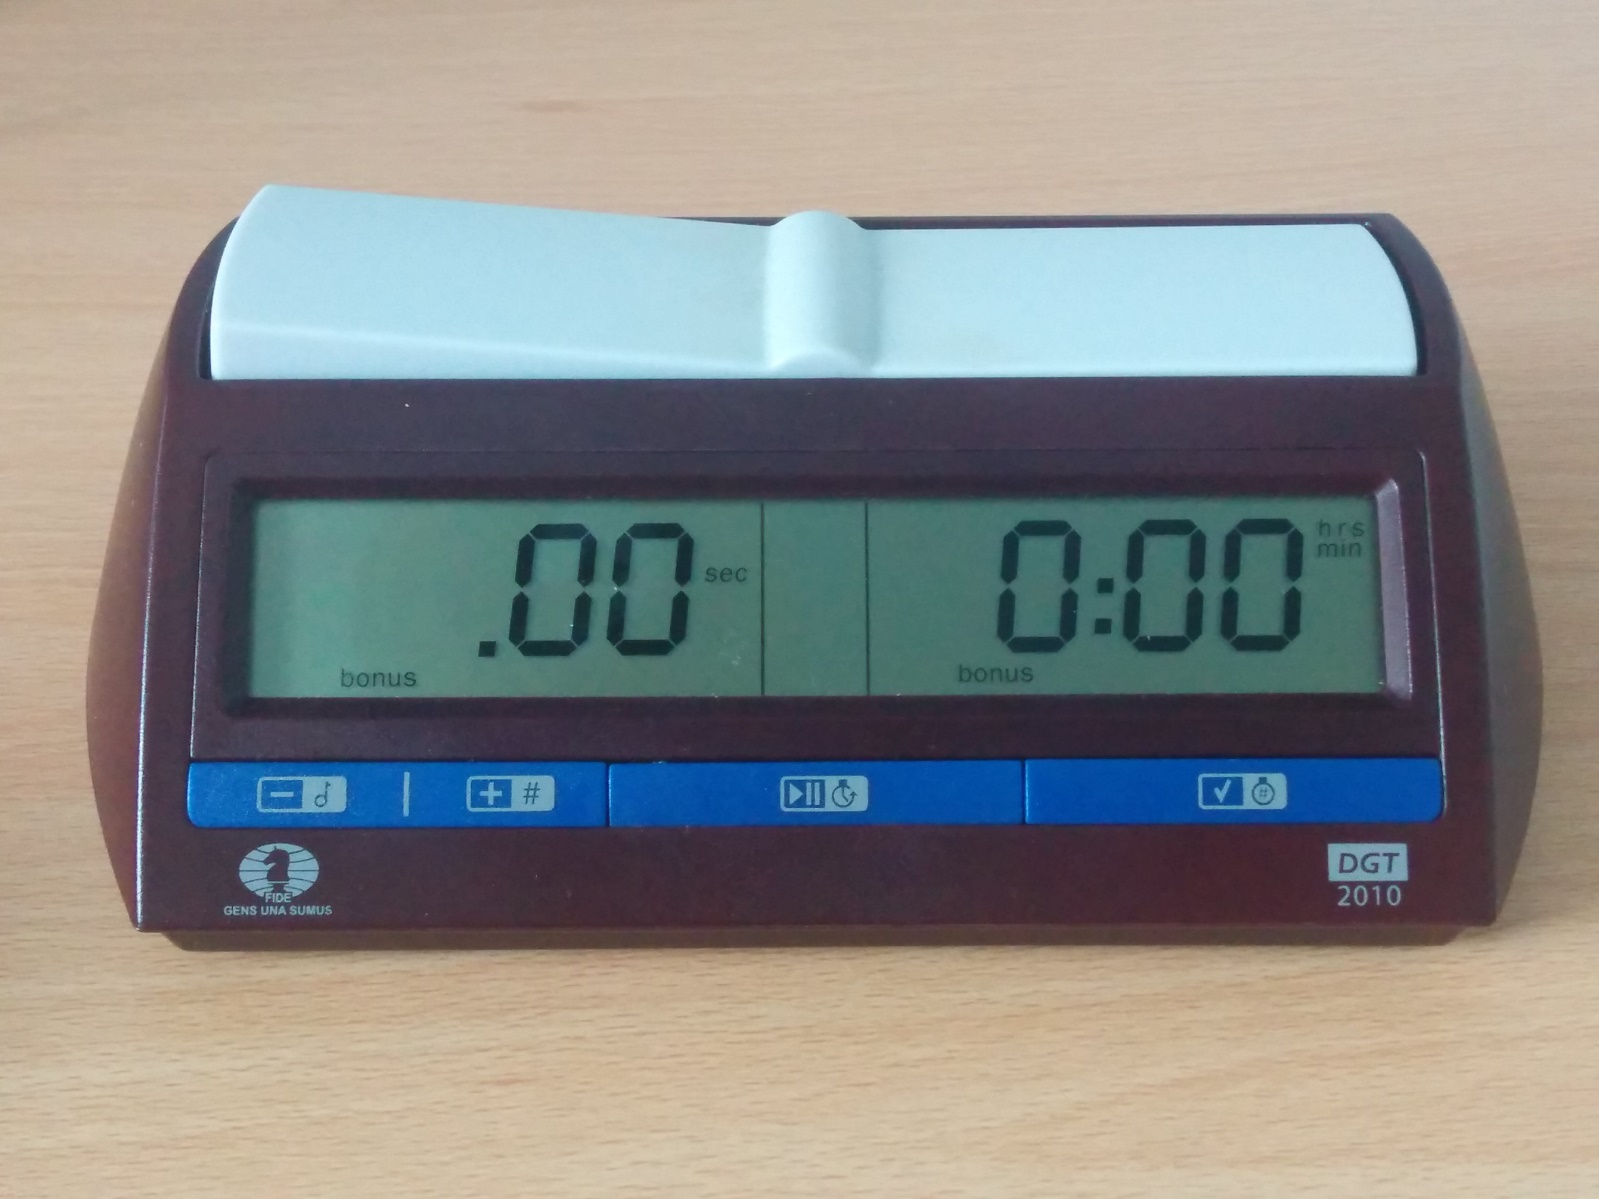 .00 sec
bonus
0:00 hrs
min
bonus
#
#
FIDE
GENS UNA SUMUS
DGT
2010